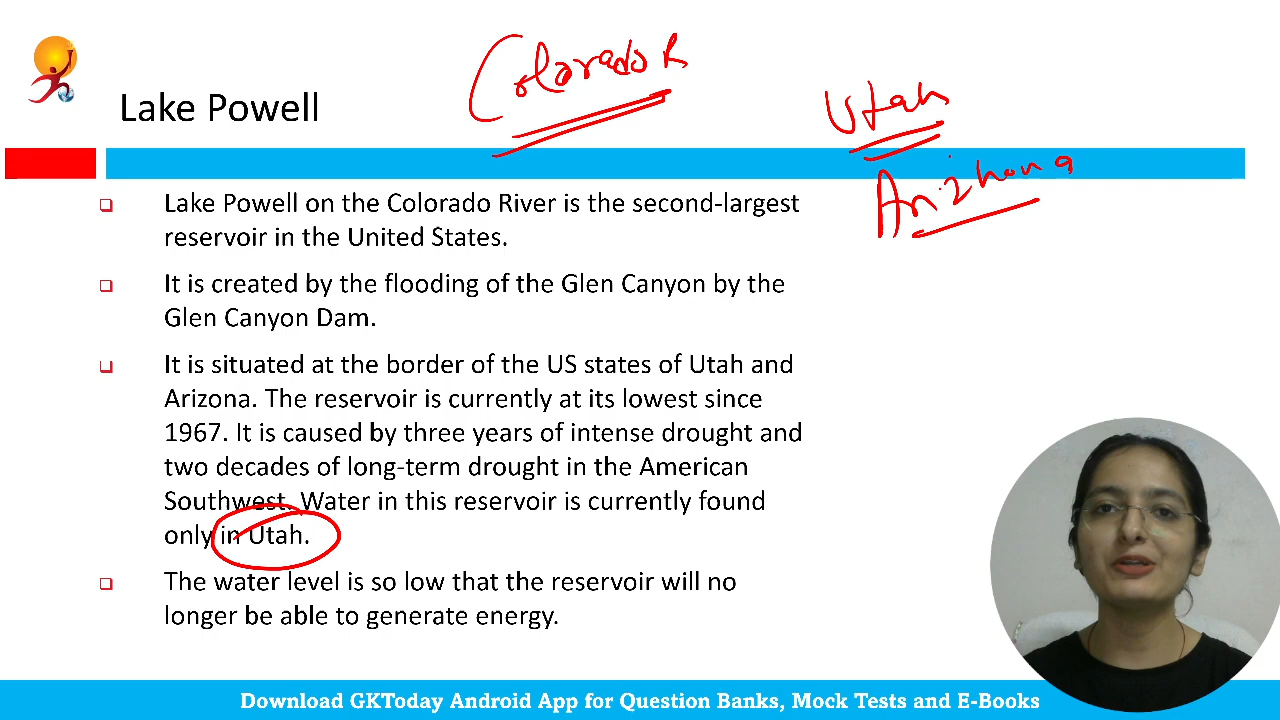 Colorado R
Utah
Arizhona
Lake Powell
Lake Powell on the Colorado River is the second-largest
reservoir in the United States.
It is created by the flooding of the Glen Canyon by the
Glen Canyon Dam.
It is situated at the border of the US states of Utah and
Arizona. The reservoir is currently at its lowest since
1967. It is caused by three years of intense drought and
two decades of long-term drought in the American
Southwest. Water in this reservoir is currently found
only in Utah.
The water level is so low that the reservoir will no
longer be able to generate energy.
Download GKToday Android App for Question Banks, Mock Tests and E-Books